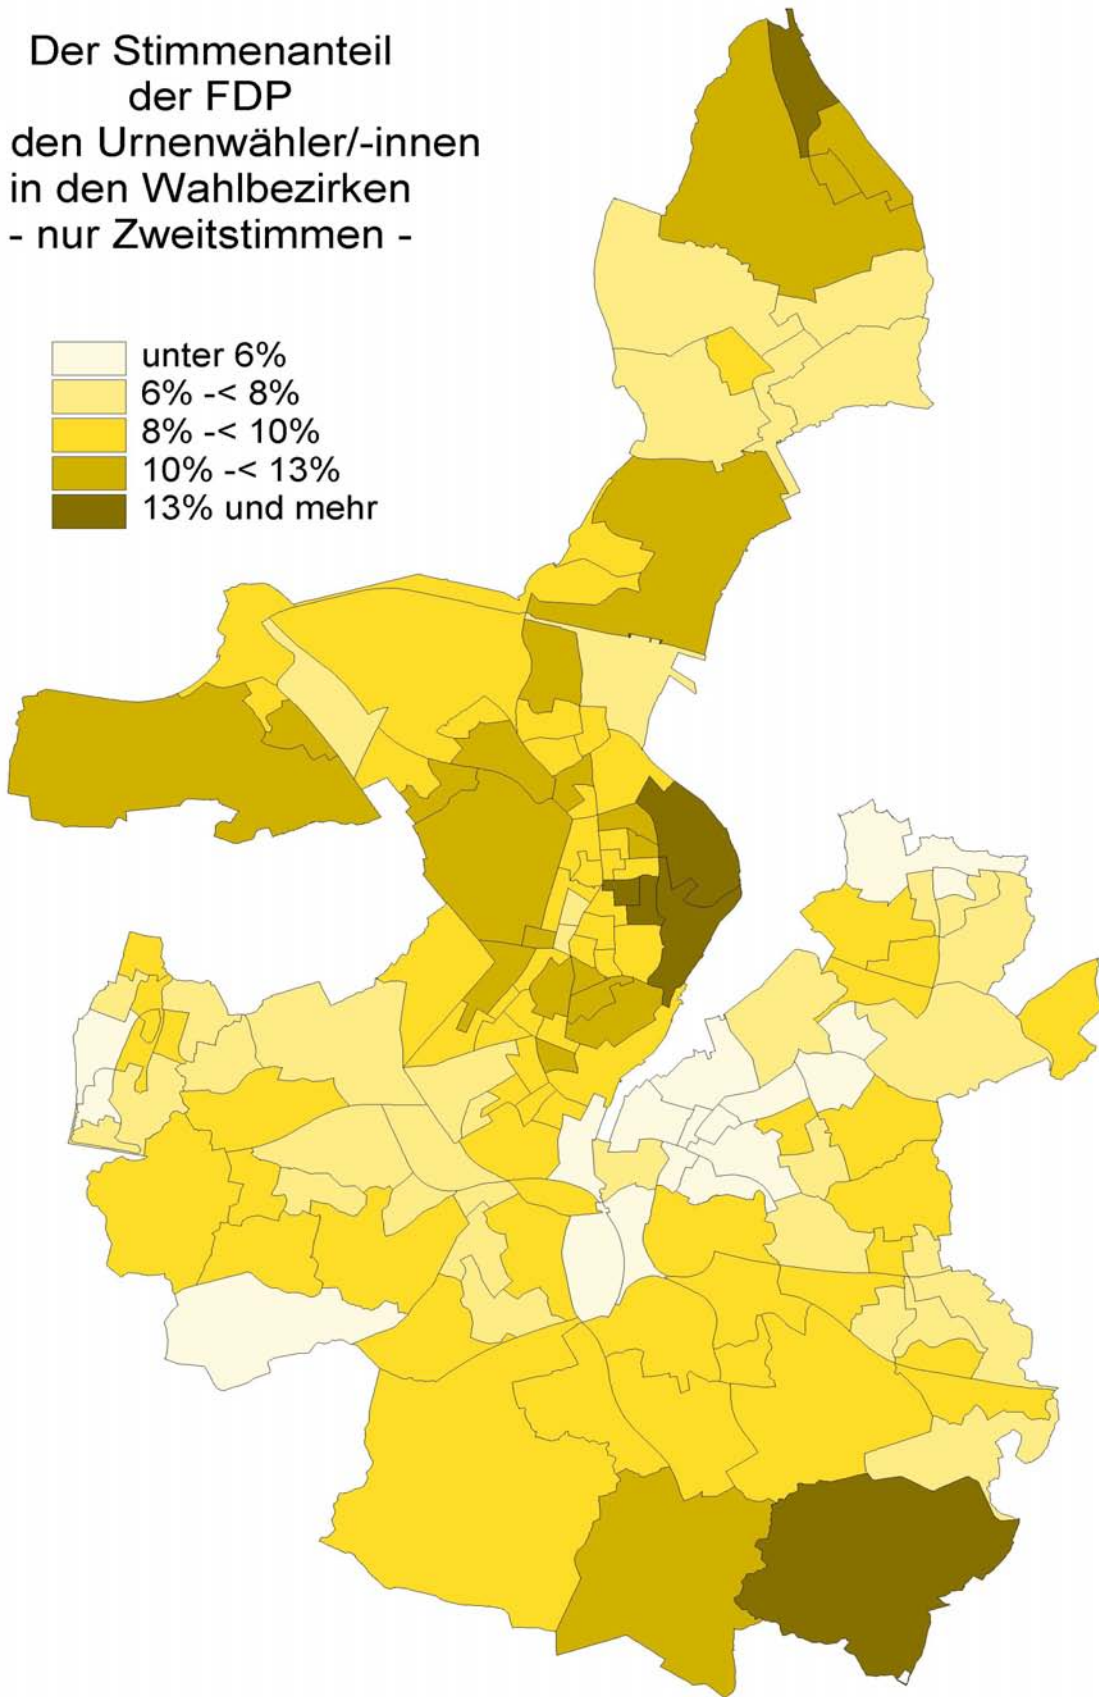 Der Stimmenanteil
der FDP
den Urnenwähler/-innen
in den Wahlbezirken
- nur Zweitstimmen -
unter 6%
6% -< 8%
8% -< 10%
10% -< 13%
13% und mehr